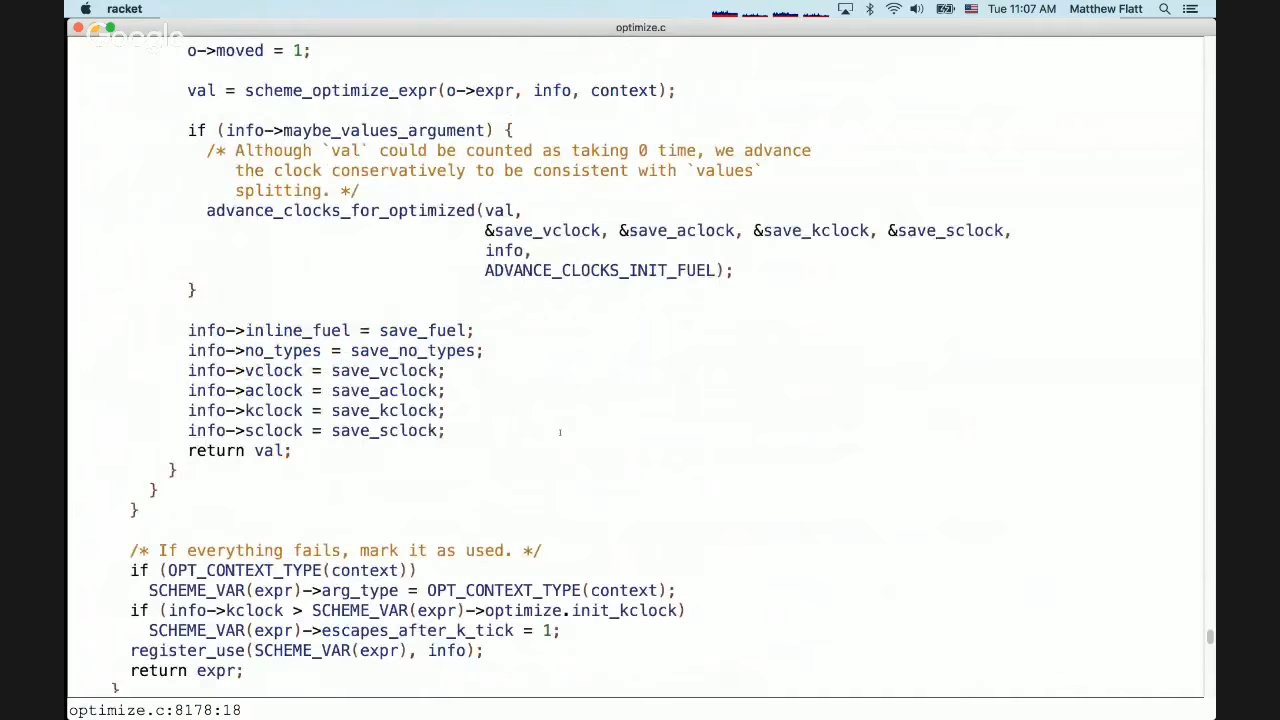 racket Tue 11:07 AM Matthew Flatt
optimize.c
Google
o->moved = 1;
val = scheme_optimize_expr(o->expr, info, context);
if (info->maybe_values_argument) {
/* Although `val` could be counted as taking 0 time, we advance
the clock conservatively to be consistent with `values`
splitting. */
advance_clocks_for_optimized(val,
&save_vclock, &save_aclock, &save_kclock, &save_sclock,
info,
ADVANCE_CLOCKS_INIT_FUEL);
}
info->inline_fuel = save_fuel;
info->no_types = save_no_types;
info->vclock = save_vclock;
info->aclock = save_aclock;
info->kclock = save_kclock;
info->sclock = save_sclock;
return val;
}
}
}
/* If everything fails, mark it as used. */
if (OPT_CONTEXT_TYPE(context))
SCHEME_VAR(expr)->arg_type = OPT_CONTEXT_TYPE(context);
if (info->kclock > SCHEME_VAR(expr)->optimize.init_kclock)
SCHEME_VAR(expr)->escapes_after_k_tick = 1;
register_use(SCHEME_VAR(expr), info);
return expr;
}
optimize.c:8178:18